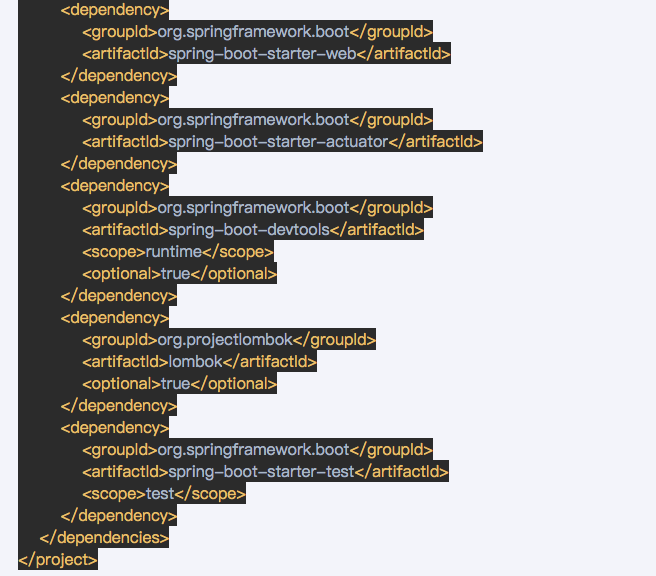 <dependency>
<groupId>org.springframework.boot</groupId>
<artifactId>spring-boot-starter-web</artifactId>
</dependency>
<dependency>
<groupId>org.springframework.boot</groupId>
<artifactId>spring-boot-starter-actuator</artifactId>
</dependency>
<dependency>
<groupId>org.springframework.boot</groupId>
<artifactId>spring-boot-devtools</artifactId>
<scope>runtime</scope>
<optional>true</optional>
</dependency>
<dependency>
<groupId>org.projectlombok</groupId>
<artifactId>lombok</artifactId>
<optional>true</optional>
</dependency>
<dependency>
<groupId>org.springframework.boot</groupId>
<artifactId>spring-boot-starter-test</artifactId>
<scope>test</scope>
</dependency>
</dependencies>
</project>